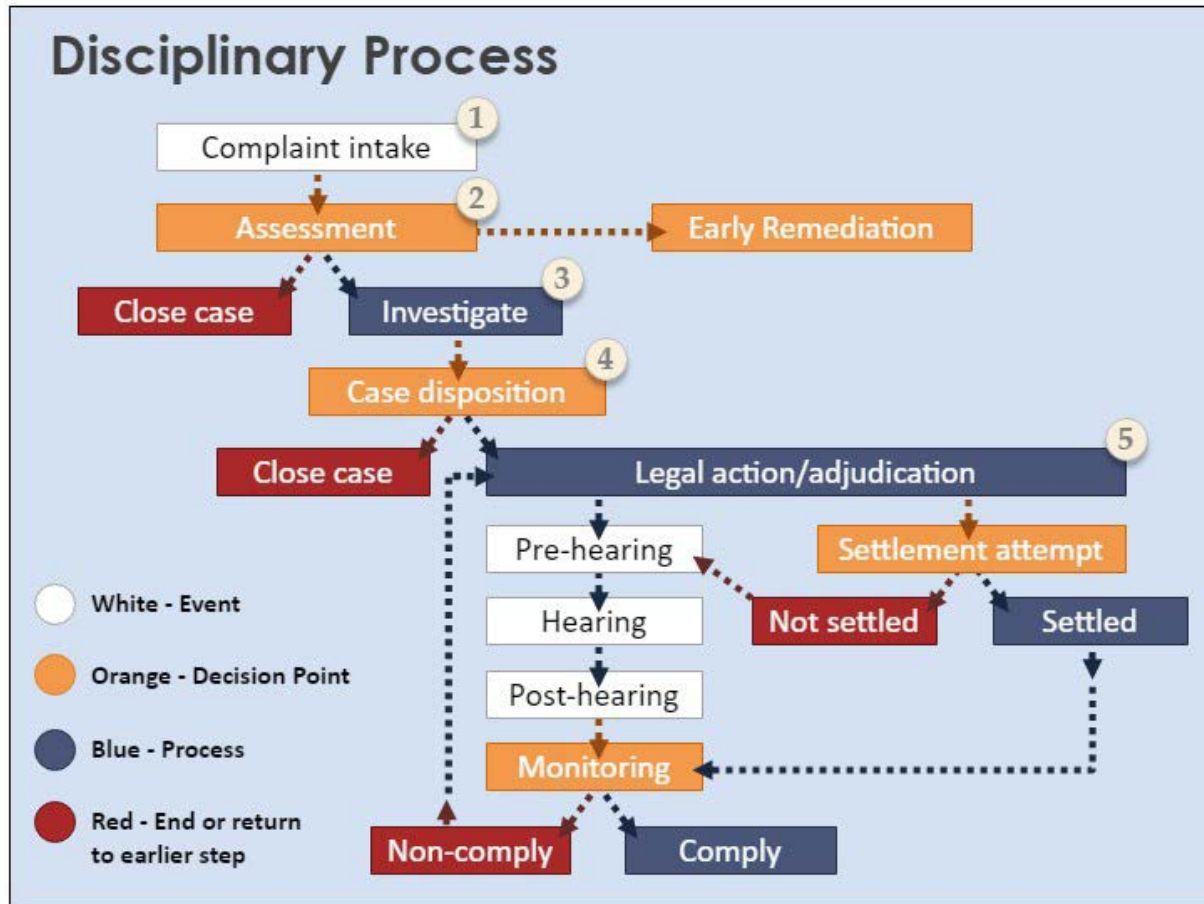 Disciplinary Process
1
Complaint intake
2
Assessment
Early Remediation
3
Close case
Investigate
4
Case disposition
5
Close case
Legal action/adjudication
Pre-hearing
Settlement attempt
White - Event
Hearing
Not settled
Settled
Orange - Decision Point
Post-hearing
Blue - Process
Monitoring
Red - End or return
to earlier step
Non-comply
Comply